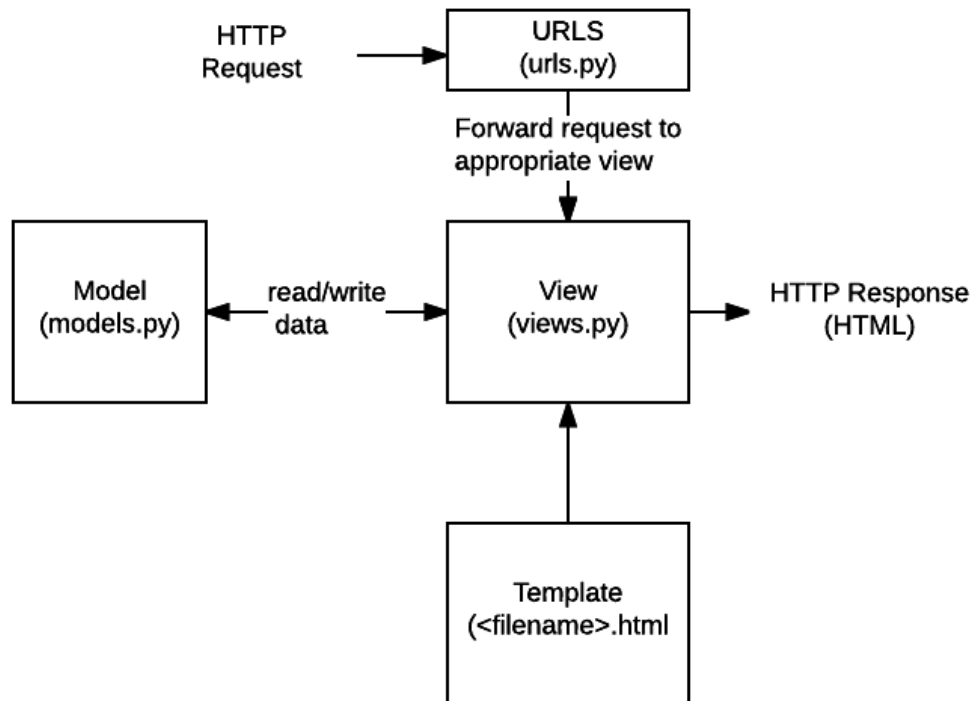 HTTP
Request
URLS
(urls.py)
Forward request to
appropriate view
Model
(models.py)
read/write
data
View
(views.py)
HTTP Response
(HTML)
Template
(<filename>.html